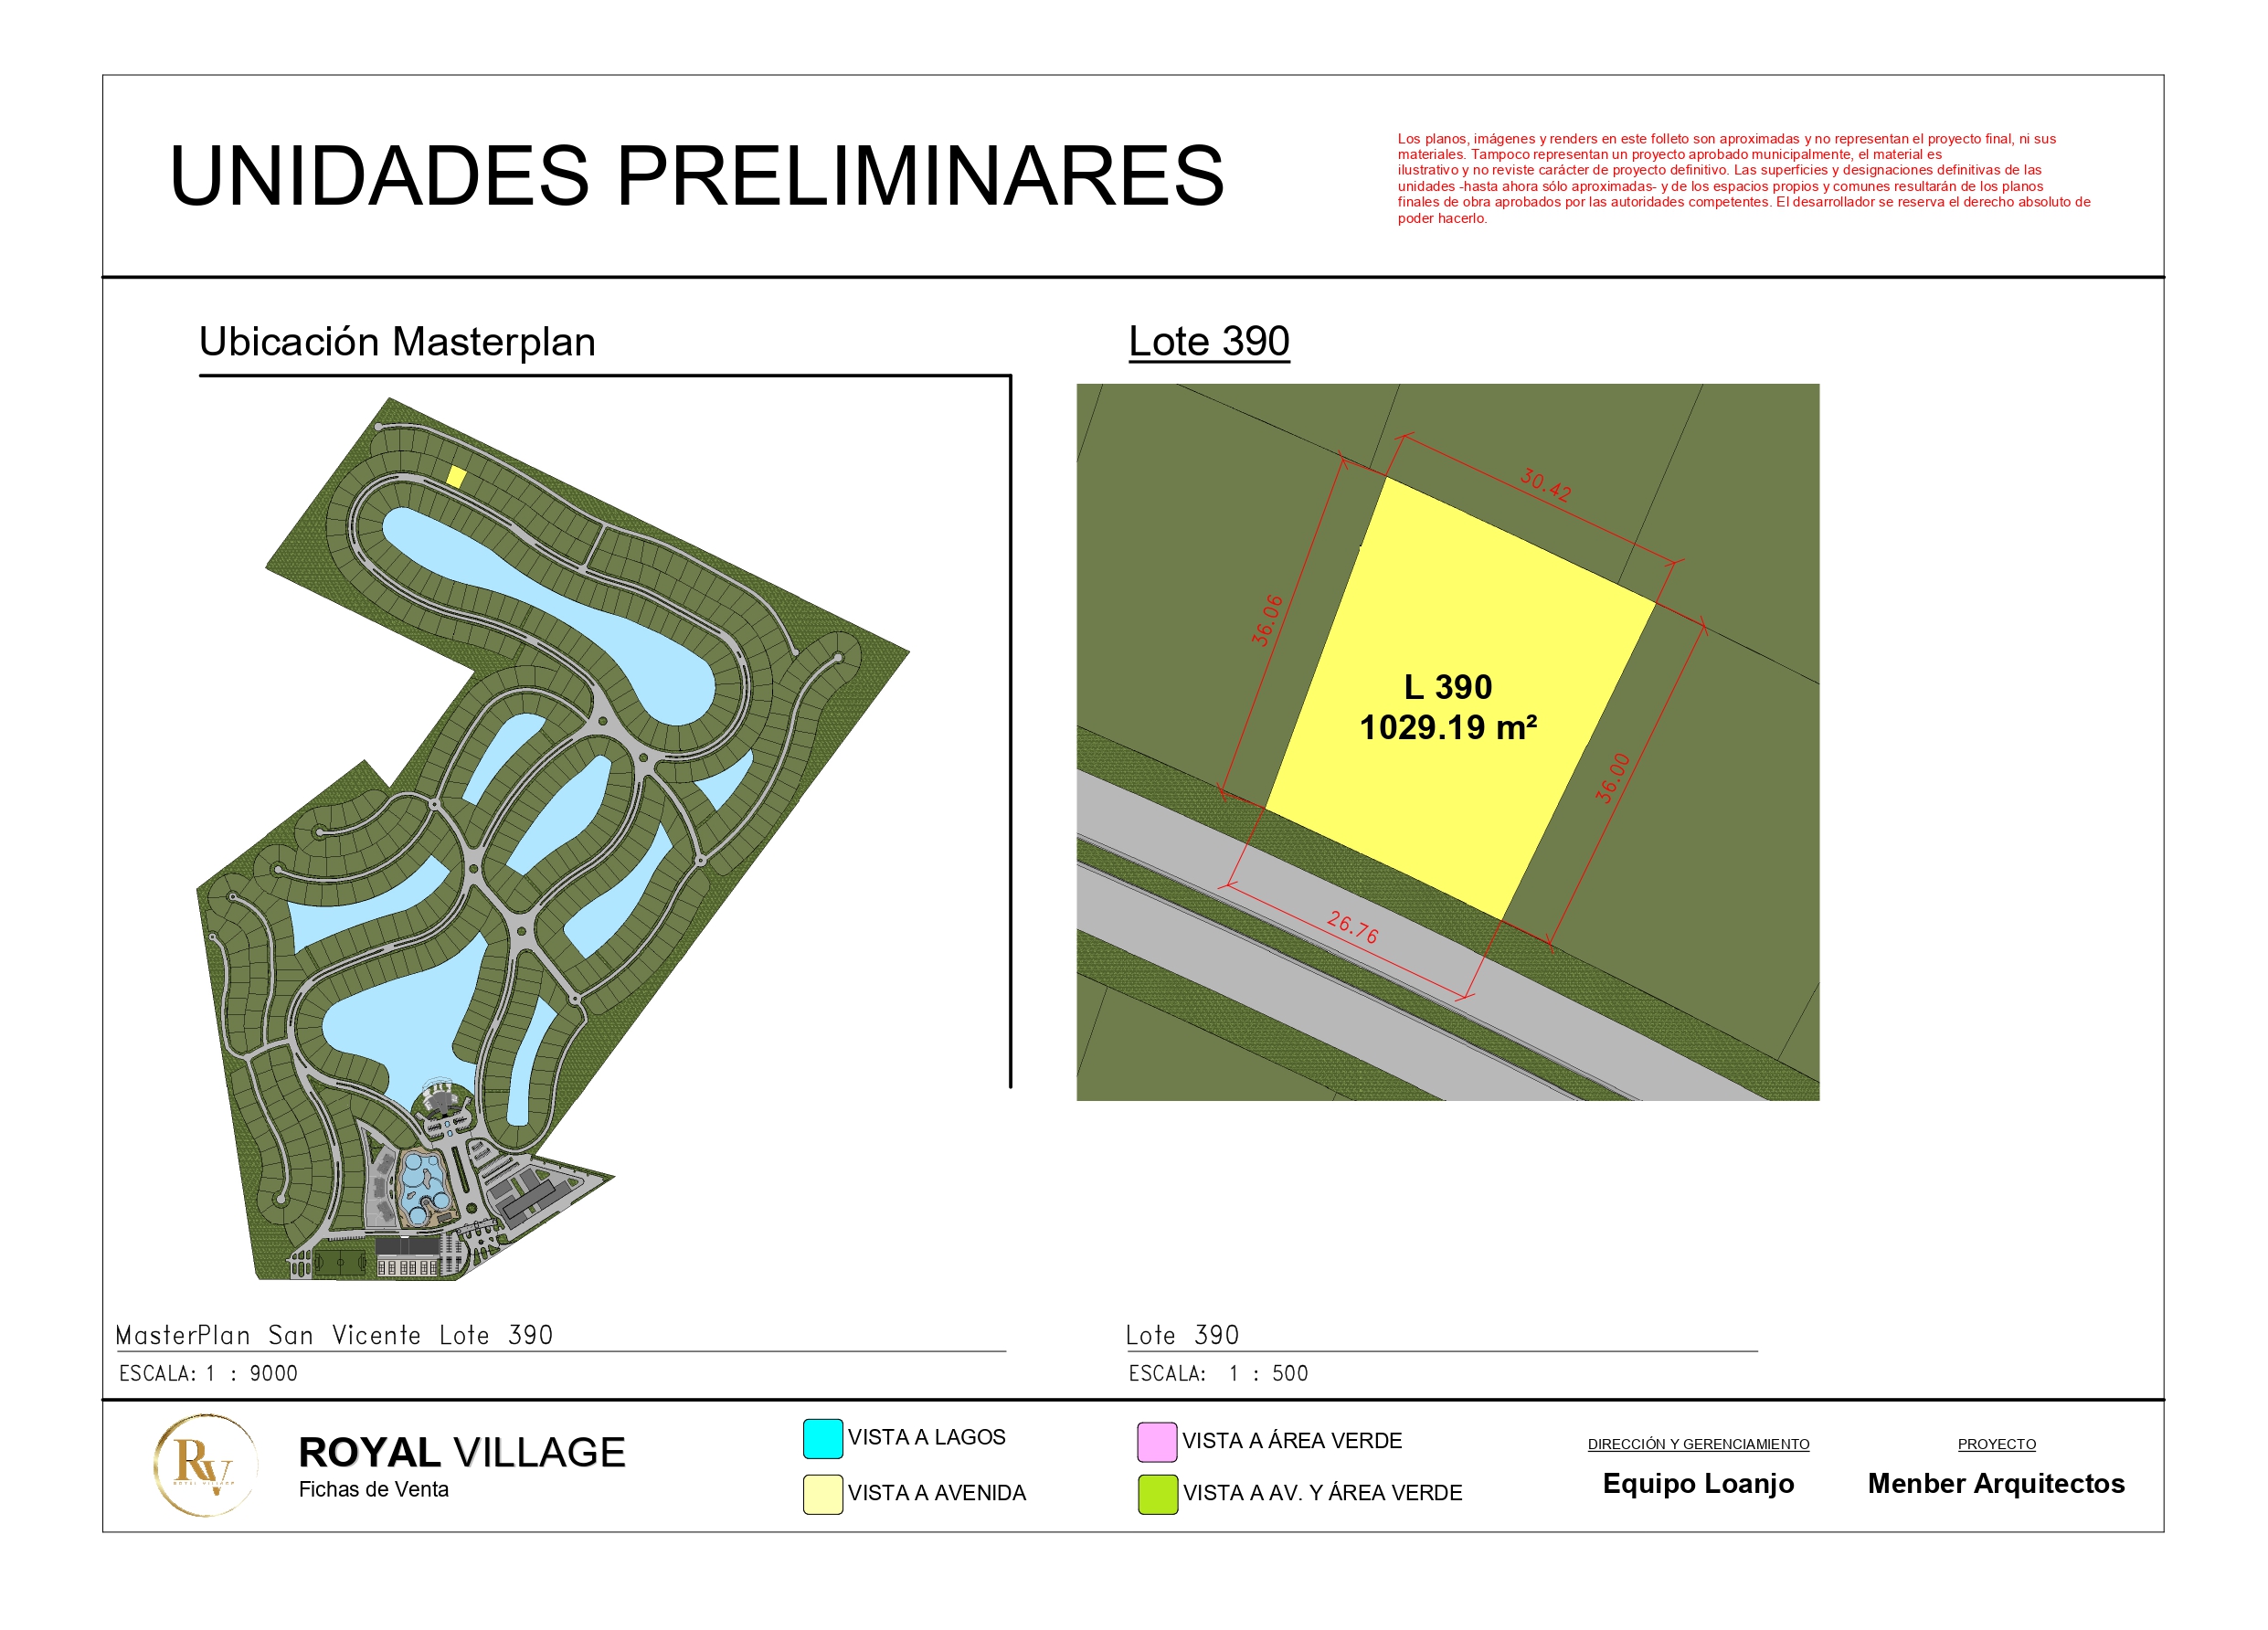 UNIDADES PRELIMINARES
Los planos, imágenes y renders en este folleto son aproximadas y no representan el proyecto final, ni sus
materiales. Tampoco representan un proyecto aprobado municipalmente, el material es
ilustrativo y no reviste carácter de proyecto definitivo. Las superficies y designaciones definitivas de las
unidades -hasta ahora sólo aproximadas- y de los espacios propios y comunes resultarán de los planos
finales de obra aprobados por las autoridades competentes. El desarrollador se reserva el derecho absoluto de
poder hacerlo.
Ubicación Masterplan
Lote 390
30.42
36.06
L 390
1029.19 m²
36.00
26.76
MasterPlan San Vicente Lote 390
ESCALA: 1 : 9000
Lote 390
ESCALA: 1 : 500
RV
ROYAL VILLAGE
ROYAL VILLAGE
Fichas de Venta
VISTA A LAGOS
VISTA A AVENIDA
VISTA A ÁREA VERDE
VISTA A AV. Y ÁREA VERDE
DIRECCIÓN Y GERENCIAMIENTO
Equipo Loanjo
PROYECTO
Menber Arquitectos